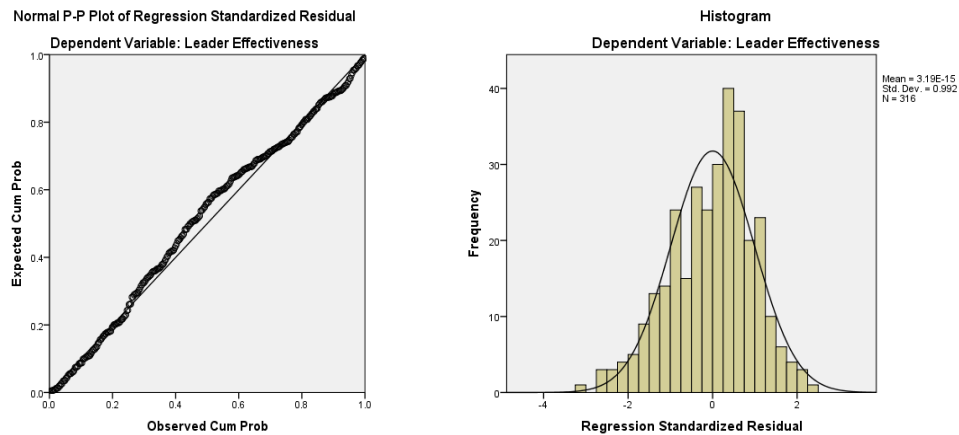 Normal P-P Plot of Regression Standardized Residual
Dependent Variable: Leader Effectiveness
1.0
0.8
0.6
0.4
0.2
0.0
0.0 0.2 0.4 0.6 0.8 1.0
Expected Cum Prob
Observed Cum Prob
Histogram
Dependent Variable: Leader Effectiveness
Mean = 3.19E-15
Std. Dev. = 0.992
N = 316
40
30
20
10
0
-4 -2 0 2
Frequency
Regression Standardized Residual